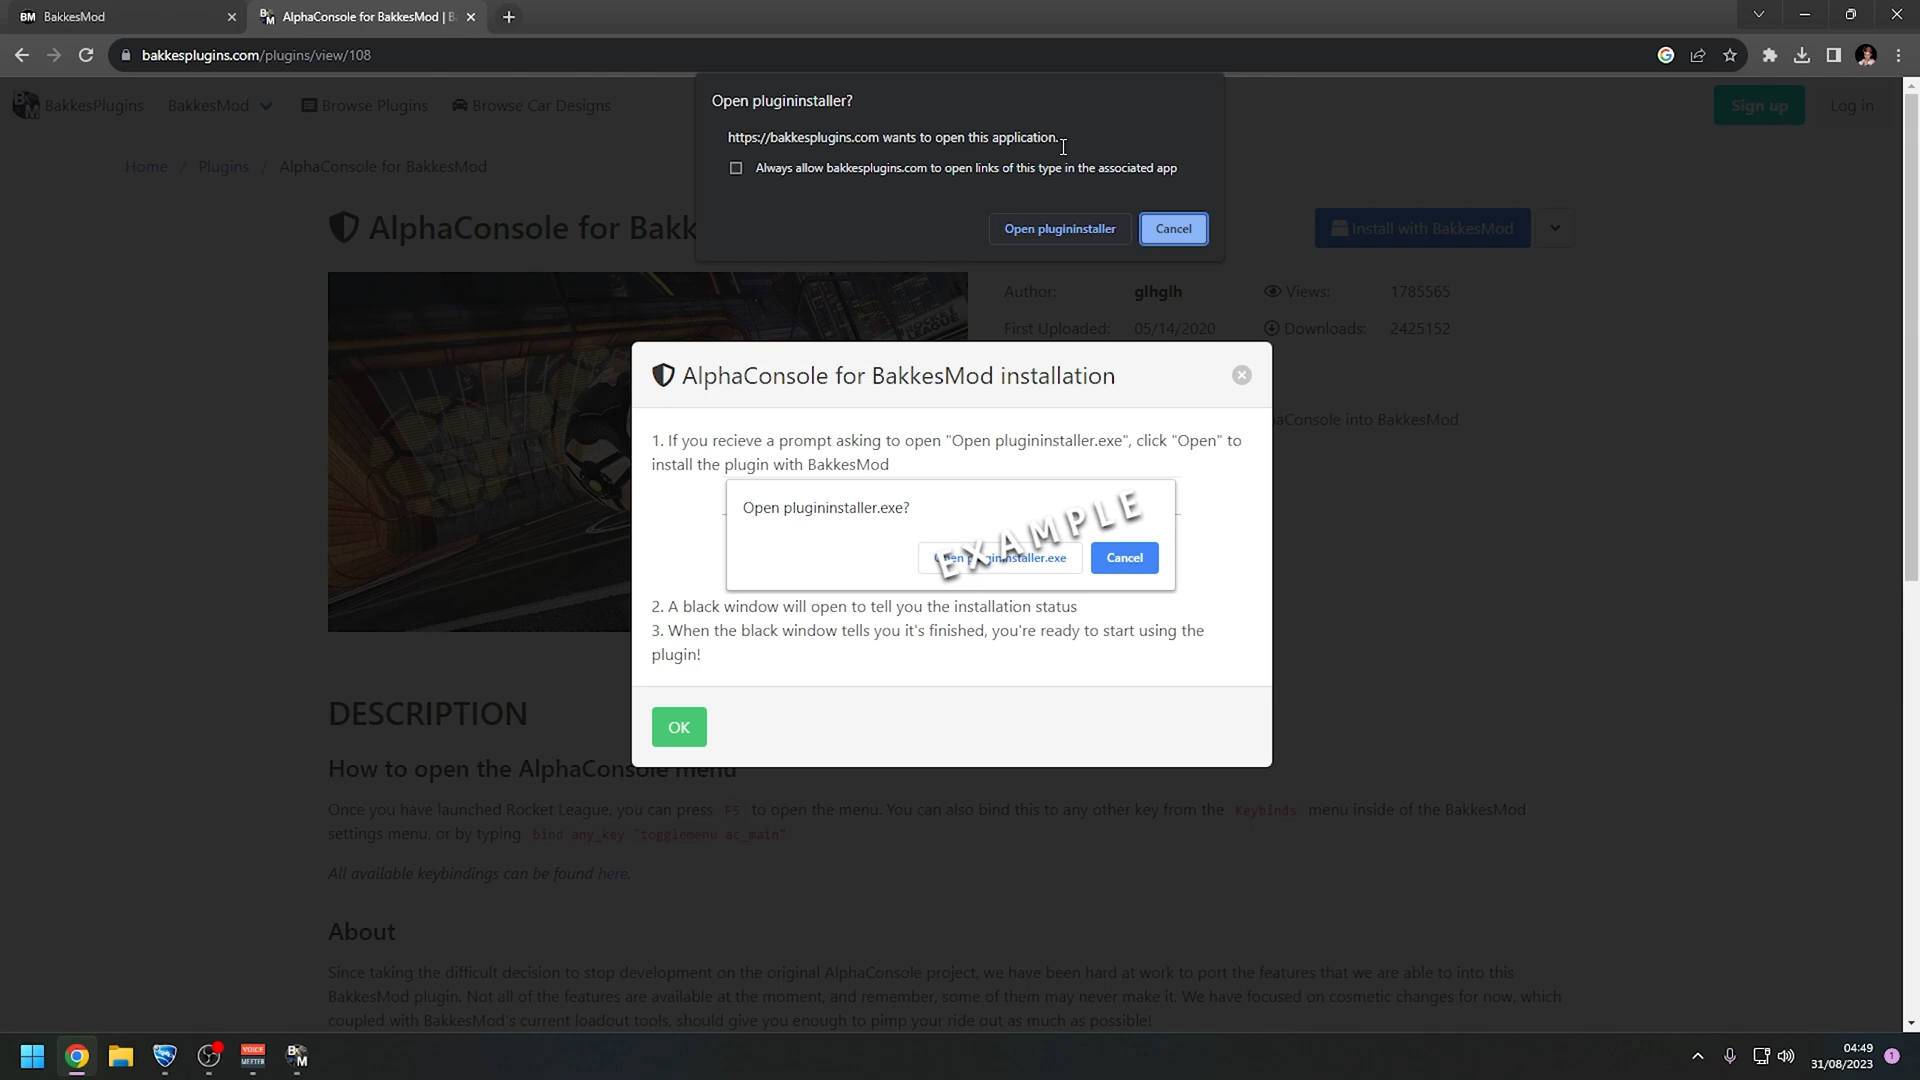 BM BakkesMod
AlphaConsole for BakkesMod | B
bakkesplugins.com/plugins/view/108
BakkesPlugins
BakkesMod
Browse Plugins
Browse Car Designs
Sign up
Log in
Open plugininstaller?
https://bakkesplugins.com wants to open this application.
Always allow bakkesplugins.com to open links of this type in the associated app
Open plugininstaller
Cancel
Home / Plugins / AlphaConsole for BakkesMod
AlphaConsole for Bakk
Install with BakkesMod
Author: glhglh
Views: 1785565
First Uploaded: 05/14/2020
Downloads: 2425152
aConsole into BakkesMod
ROCKET
LEAGUE
AlphaConsole for BakkesMod installation
1. If you recieve a prompt asking to open "Open plugininstaller.exe", click "Open" to
install the plugin with BakkesMod
Open plugininstaller.exe?
Open plugininstaller.exe
Cancel
EXAMPLE
2. A black window will open to tell you the installation status
3. When the black window tells you it's finished, you're ready to start using the
plugin!
OK
DESCRIPTION
How to open the AlphaConsole menu
Once you have launched Rocket League, you can press F5 to open the menu. You can also bind this to any other key from the Keybinds menu inside of the BakkesMod
settings menu, or by typing bind any_key "togglemenu ac_main"
All available keybindings can be found here.
About
Since taking the difficult decision to stop development on the original AlphaConsole project, we have been hard at work to port the features that we are able to into this
BakkesMod plugin. Not all of the features are available at the moment, and remember, some of them may never make it. We have focused on cosmetic changes for now, which
coupled with BakkesMod's current loadout tools, should give you enough to pimp your ride out as much as possible!
VOICE
MEETER
04:49
31/08/2023
1